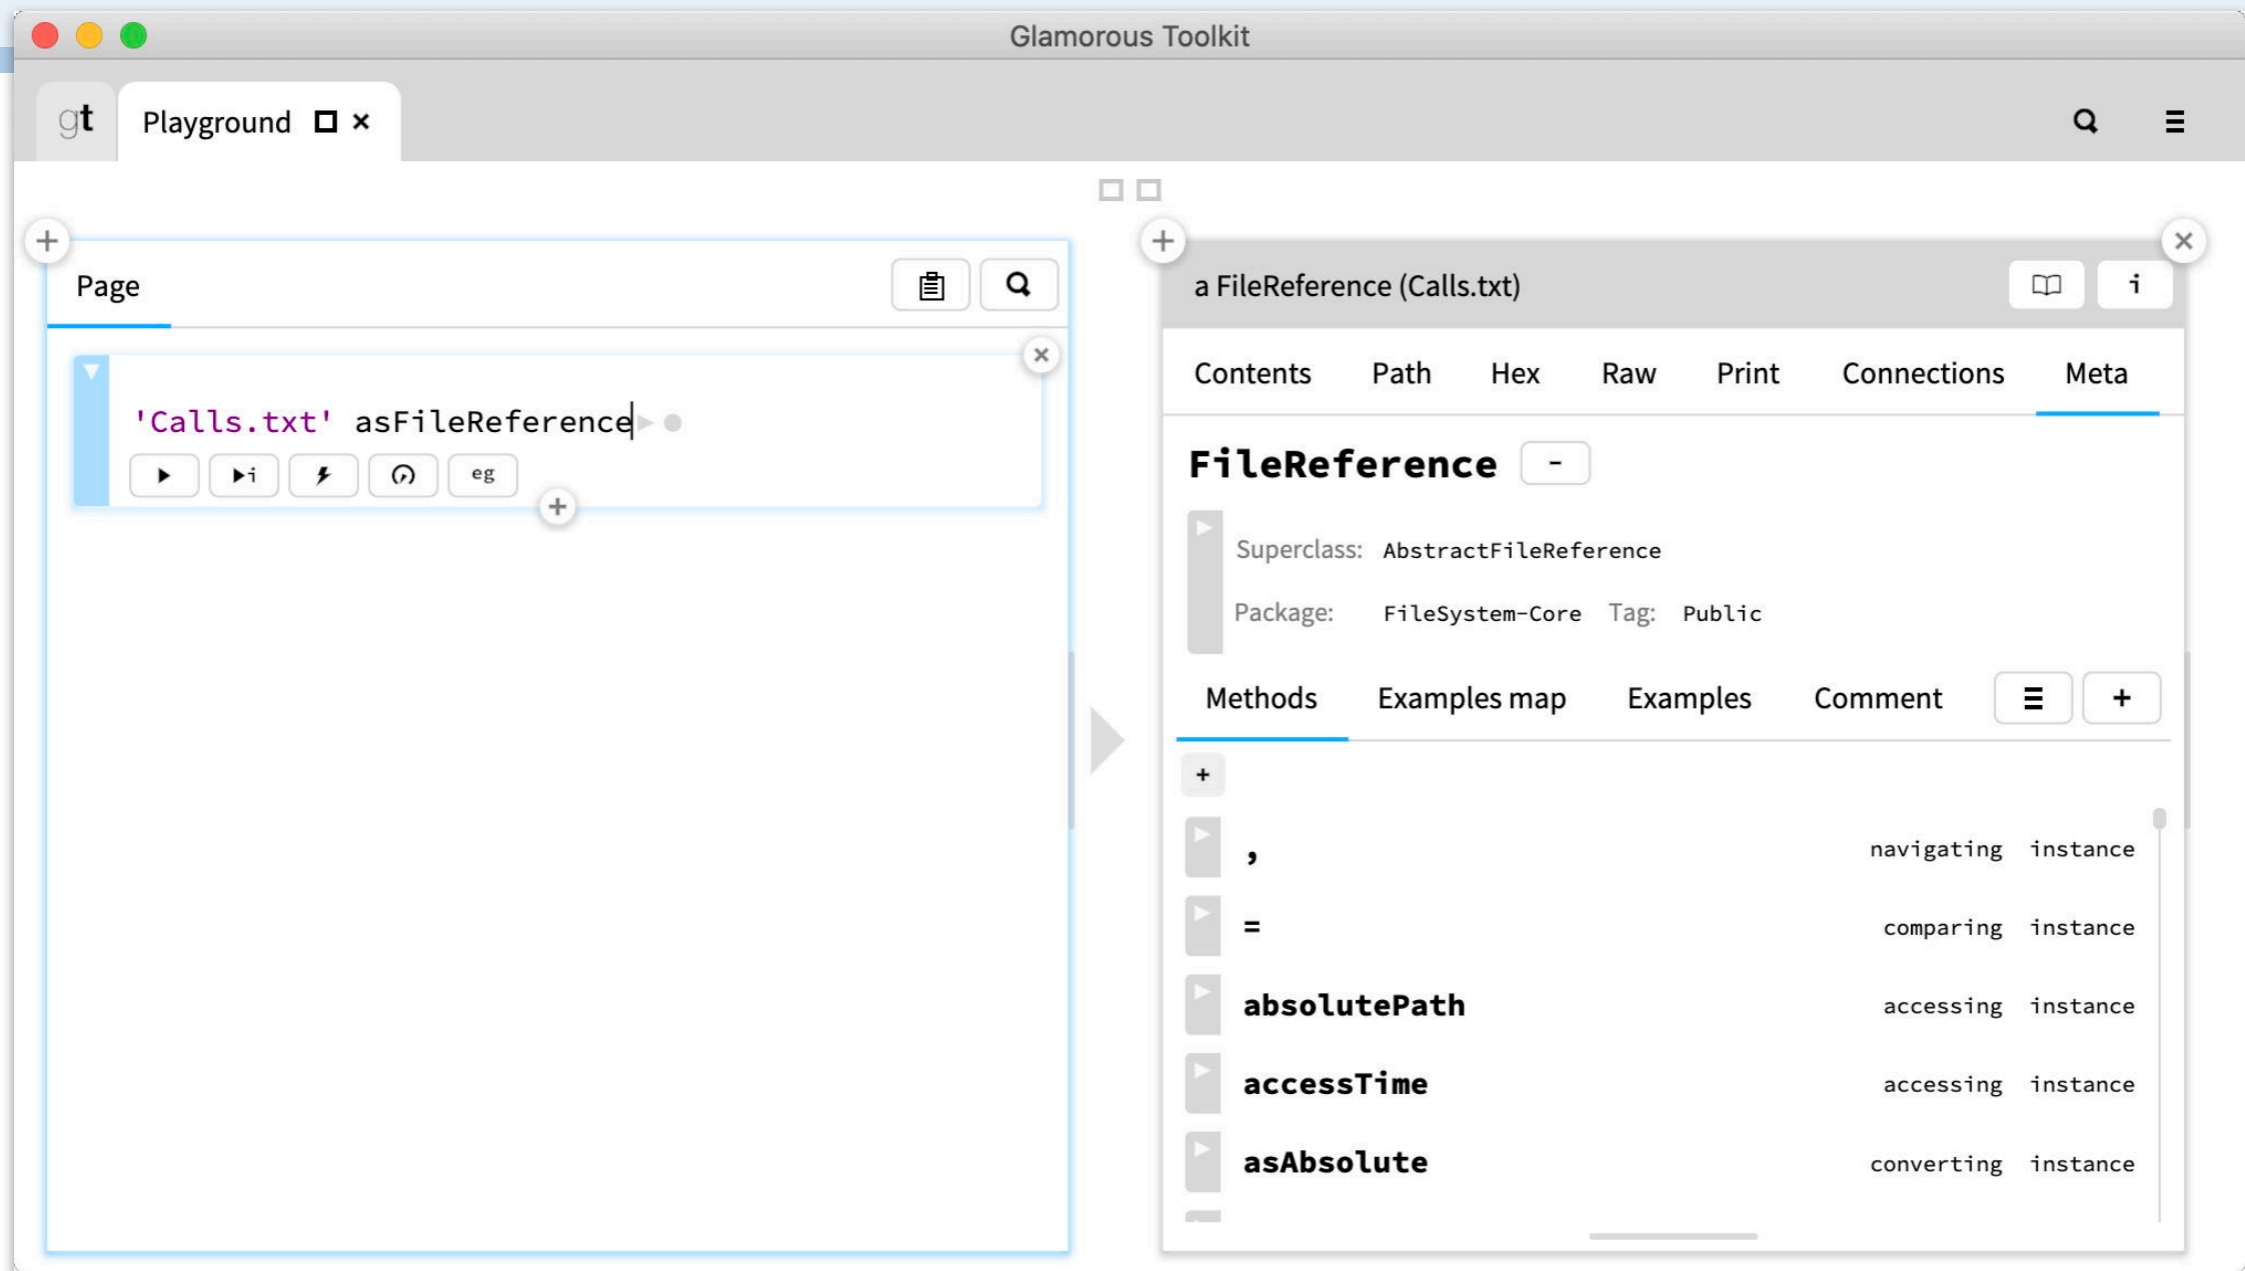 Glamorous Toolkit
gt Playground
Page
'Calls.txt' asFileReference
i
eg
a FileReference (Calls.txt)
i
Contents Path Hex Raw Print Connections Meta
FileReference -
Superclass: AbstractFileReference
Package: FileSystem-Core Tag: Public
Methods Examples map Examples Comment +
+
, navigating instance
= comparing instance
absolutePath accessing instance
accessTime accessing instance
asAbsolute converting instance